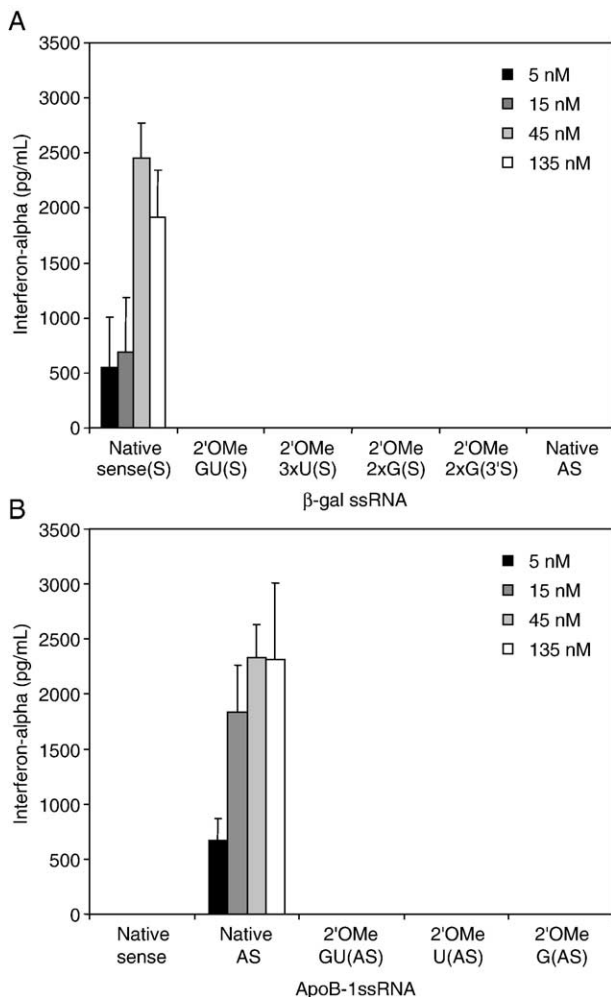 A
Interferon-alpha (pg/mL)
3500
3000
2500
2000
1500
1000
500
0
5 nM
15 nM
45 nM
135 nM
Native 2'OMe 2'OMe 2'OMe 2'OMe Native
sense(S) GU(S) 3xU(S) 2xG(S) 2xG(3'S) AS
β-gal ssRNA
B
Interferon-alpha (pg/mL)
3500
3000
2500
2000
1500
1000
500
0
5 nM
15 nM
45 nM
135 nM
Native Native 2'OMe 2'OMe 2'OMe
sense AS GU(AS) U(AS) G(AS)
ApoB-1ssRNA